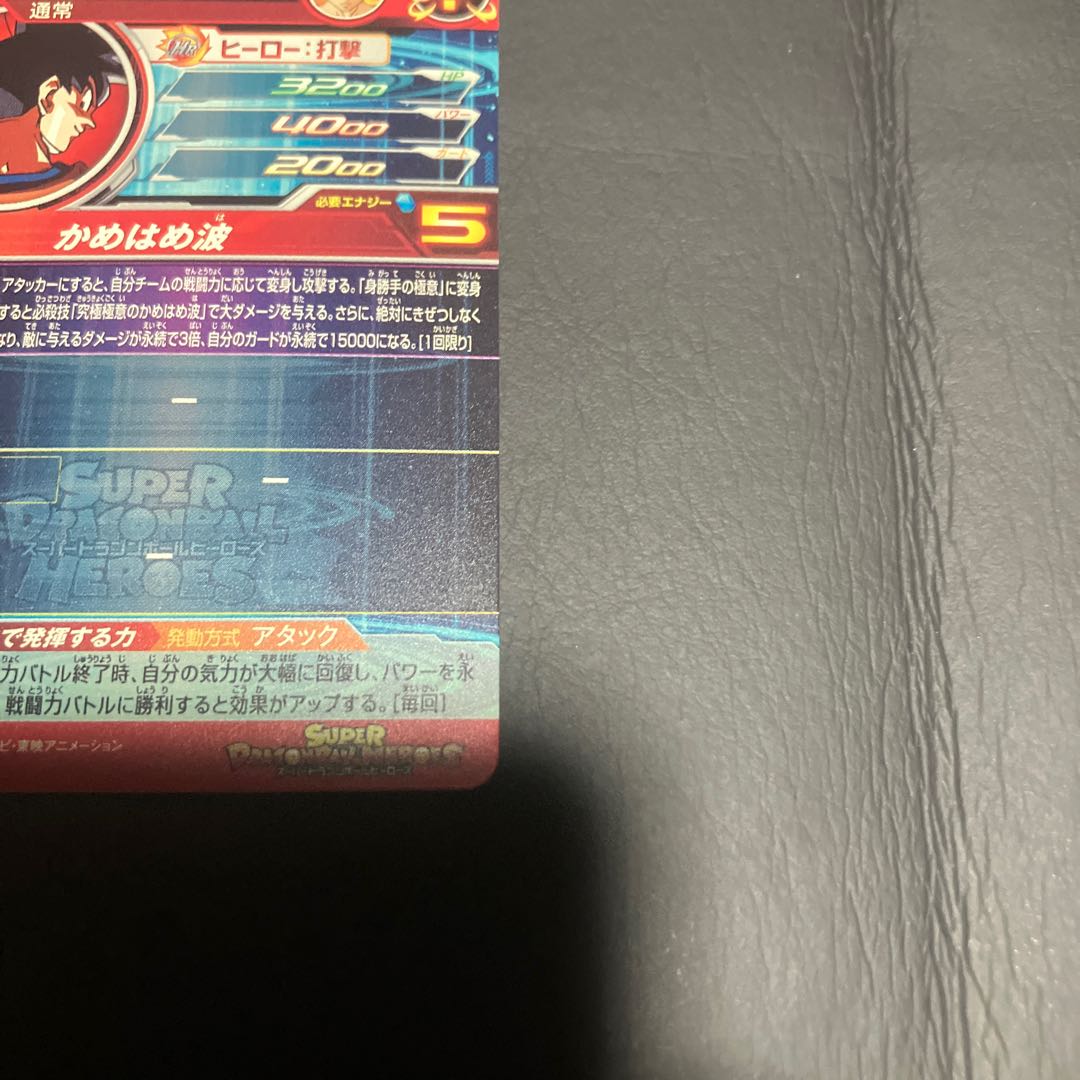 通常
HR ヒーロー:打撃
3200 HP
4000 パワー
2000 ガード
必要エナジー 5
かめはめ波
アタッカーにすると、自分チームの戦闘力に応じて変身し攻撃する。「身勝手の極意」に変身
すると必殺技「究極極意のかめはめ波」で大ダメージを与える。さらに、絶対にきぜつしなく
なり、敵に与えるダメージが永続で3倍、自分のガードが永続で15000になる。[1回限り]
SUPER
DRAGONBALL
スーパードラゴンボールヒーローズ
HEROES
で発揮する力 発動方式 アタック
力バトル終了時、自分の気力が大幅に回復し、パワーを永
戦闘力バトルに勝利すると効果がアップする。[毎回]
ビ・東映アニメーション
SUPER
DRAGONBALL HEROES
スーパードラゴンボールヒーローズ